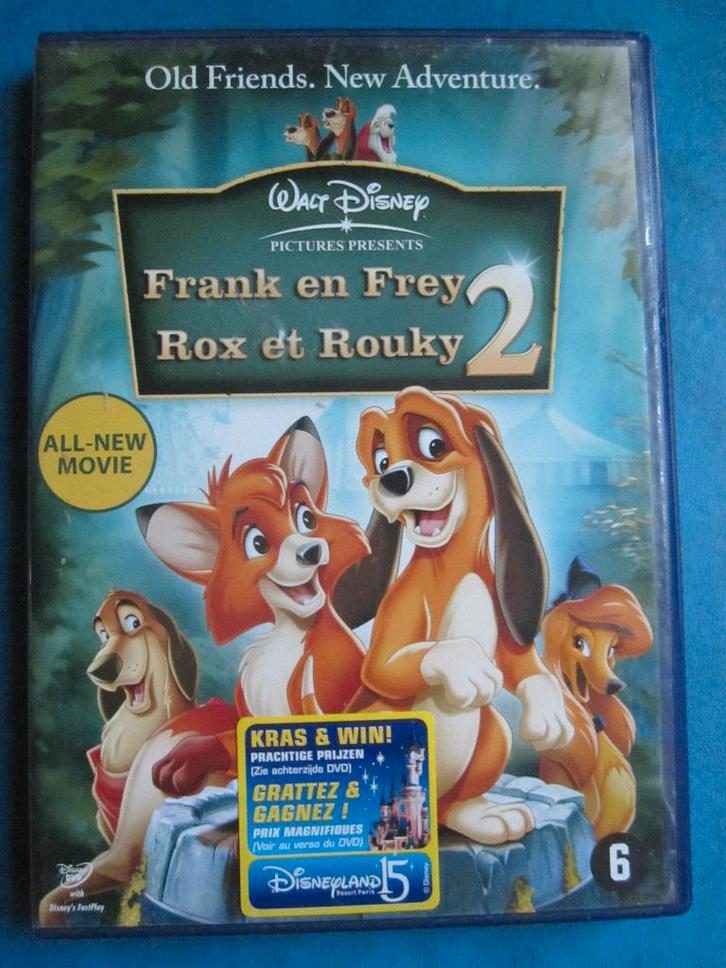 Old Friends. New Adventure.
WALT DISNEY
PICTURES PRESENTS
Frank en Frey
Rox et Rouky 2
ALL-NEW
MOVIE
KRAS & WIN!
PRACHTIGE PRIJZEN
(Zie achterzijde DVD)
GRATTEZ &
GAGNEZ !
PRIX MAGNIFIQUES
(Voir au verso du DVD)
DISNEYLAND 15
Resort Paris
© Disney
6
Disney
DVD
with
Disney's FastPlay